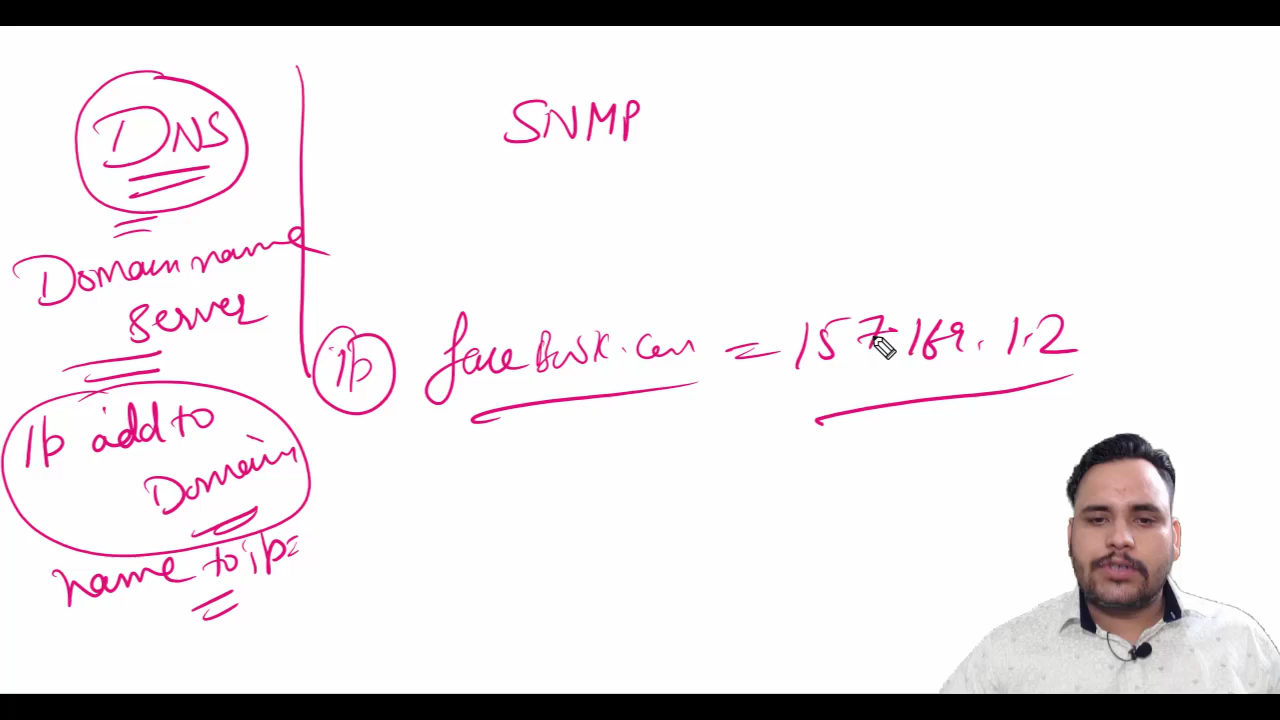 DNS
Domain name
server
ip add to
Domain
name to ip=
SNMP
ip faceBook.com = 157.169.1.2